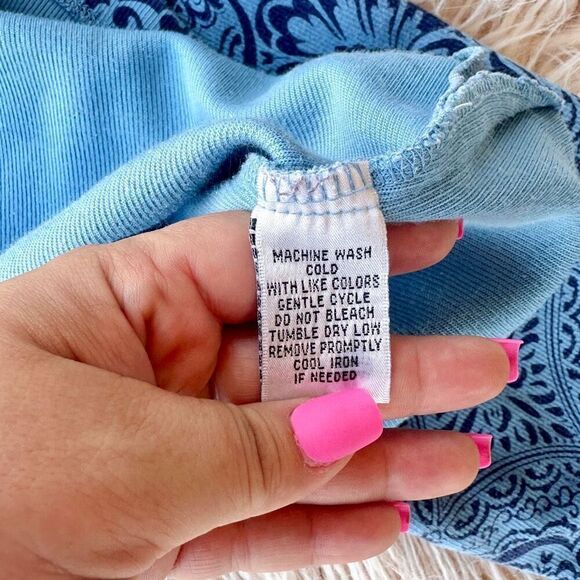 MACHINE WASH
COLD
WITH LIKE COLORS
GENTLE CYCLE
DO NOT BLEACH
TUMBLE DRY LOW
REMOVE PROMPTLY
COOL IRON
IF NEEDED